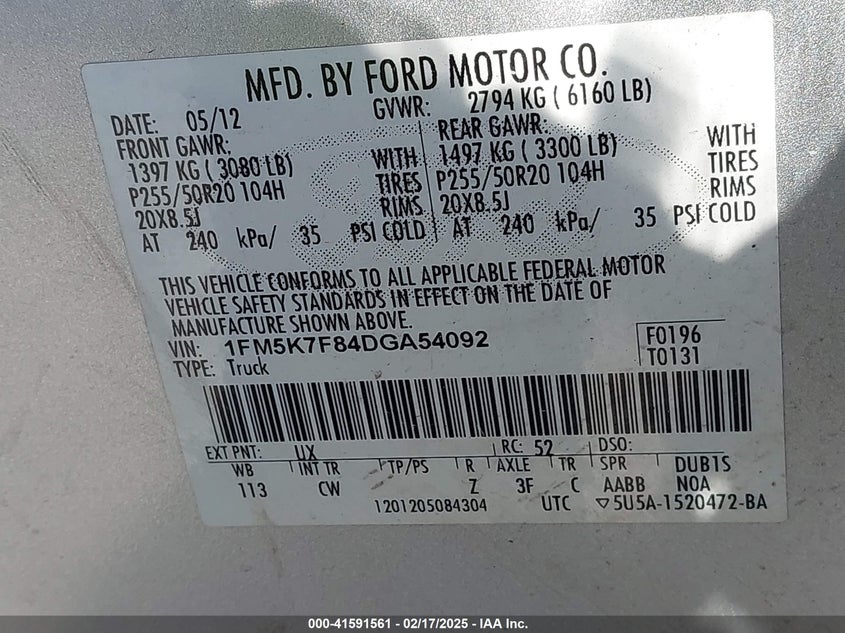 MFD. BY FORD MOTOR CO.
DATE: 05/12 GVWR: 2794 KG ( 6160 LB)
FRONT GAWR: REAR GAWR:
1397 KG ( 3080 LB) WITH 1497 KG ( 3300 LB) WITH
P255/50R20 104H TIRES P255/50R20 104H TIRES
20X8.5J RIMS 20X8.5J RIMS
AT 240 kPa/ 35 PSI COLD AT 240 kPa/ 35 PSI COLD
THIS VEHICLE CONFORMS TO ALL APPLICABLE FEDERAL MOTOR
VEHICLE SAFETY STANDARDS IN EFFECT ON THE DATE OF
MANUFACTURE SHOWN ABOVE.
VIN: 1FM5K7F84DGA54092 F0196
TYPE: Truck T0131
EXT PNT: UX RC: 52 DSO:
WB INT TR TP/PS R AXLE TR SPR DUB1S
113 CW Z 3F C AABB NOA
1201205084304 UTC ▽5U5A-1520472-BA
000-41591561 - 02/17/2025 - IAA Inc.